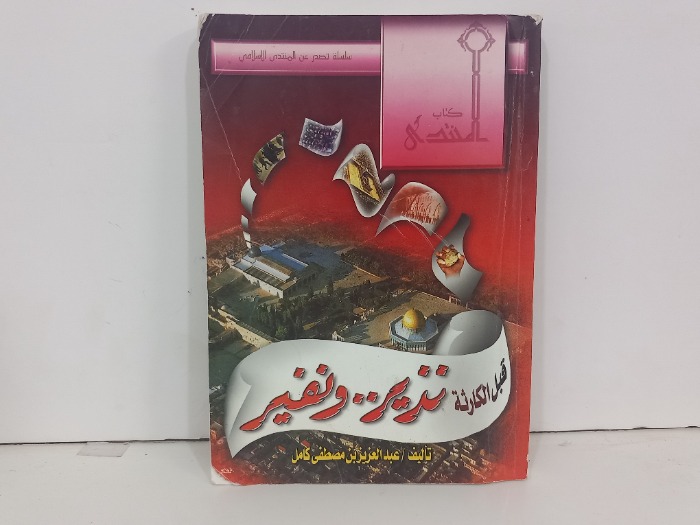 سلسلة تصدر عن المنتدى الإسلامي
كتاب
المنتدى
قبل الكارثة
نذير.. ونفير
تأليف / عبد العزيز بن مصطفى كامل